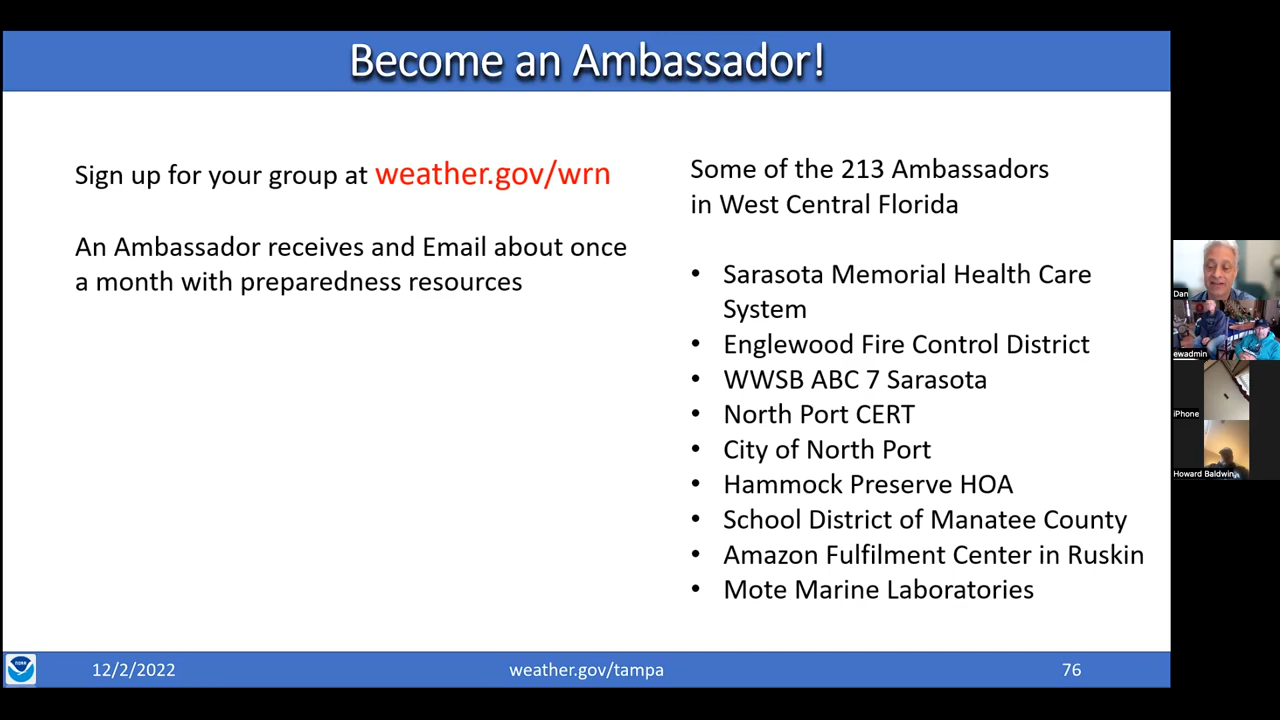 Become an Ambassador!
Sign up for your group at weather.gov/wrn
An Ambassador receives and Email about once
a month with preparedness resources
Some of the 213 Ambassadors
in West Central Florida
• Sarasota Memorial Health Care
System
• Englewood Fire Control District
• WWSB ABC 7 Sarasota
• North Port CERT
• City of North Port
• Hammock Preserve HOA
• School District of Manatee County
• Amazon Fulfilment Center in Ruskin
• Mote Marine Laboratories
Dan
ewadmin
iPhone
Howard Baldwin
NOAA
12/2/2022
weather.gov/tampa
76